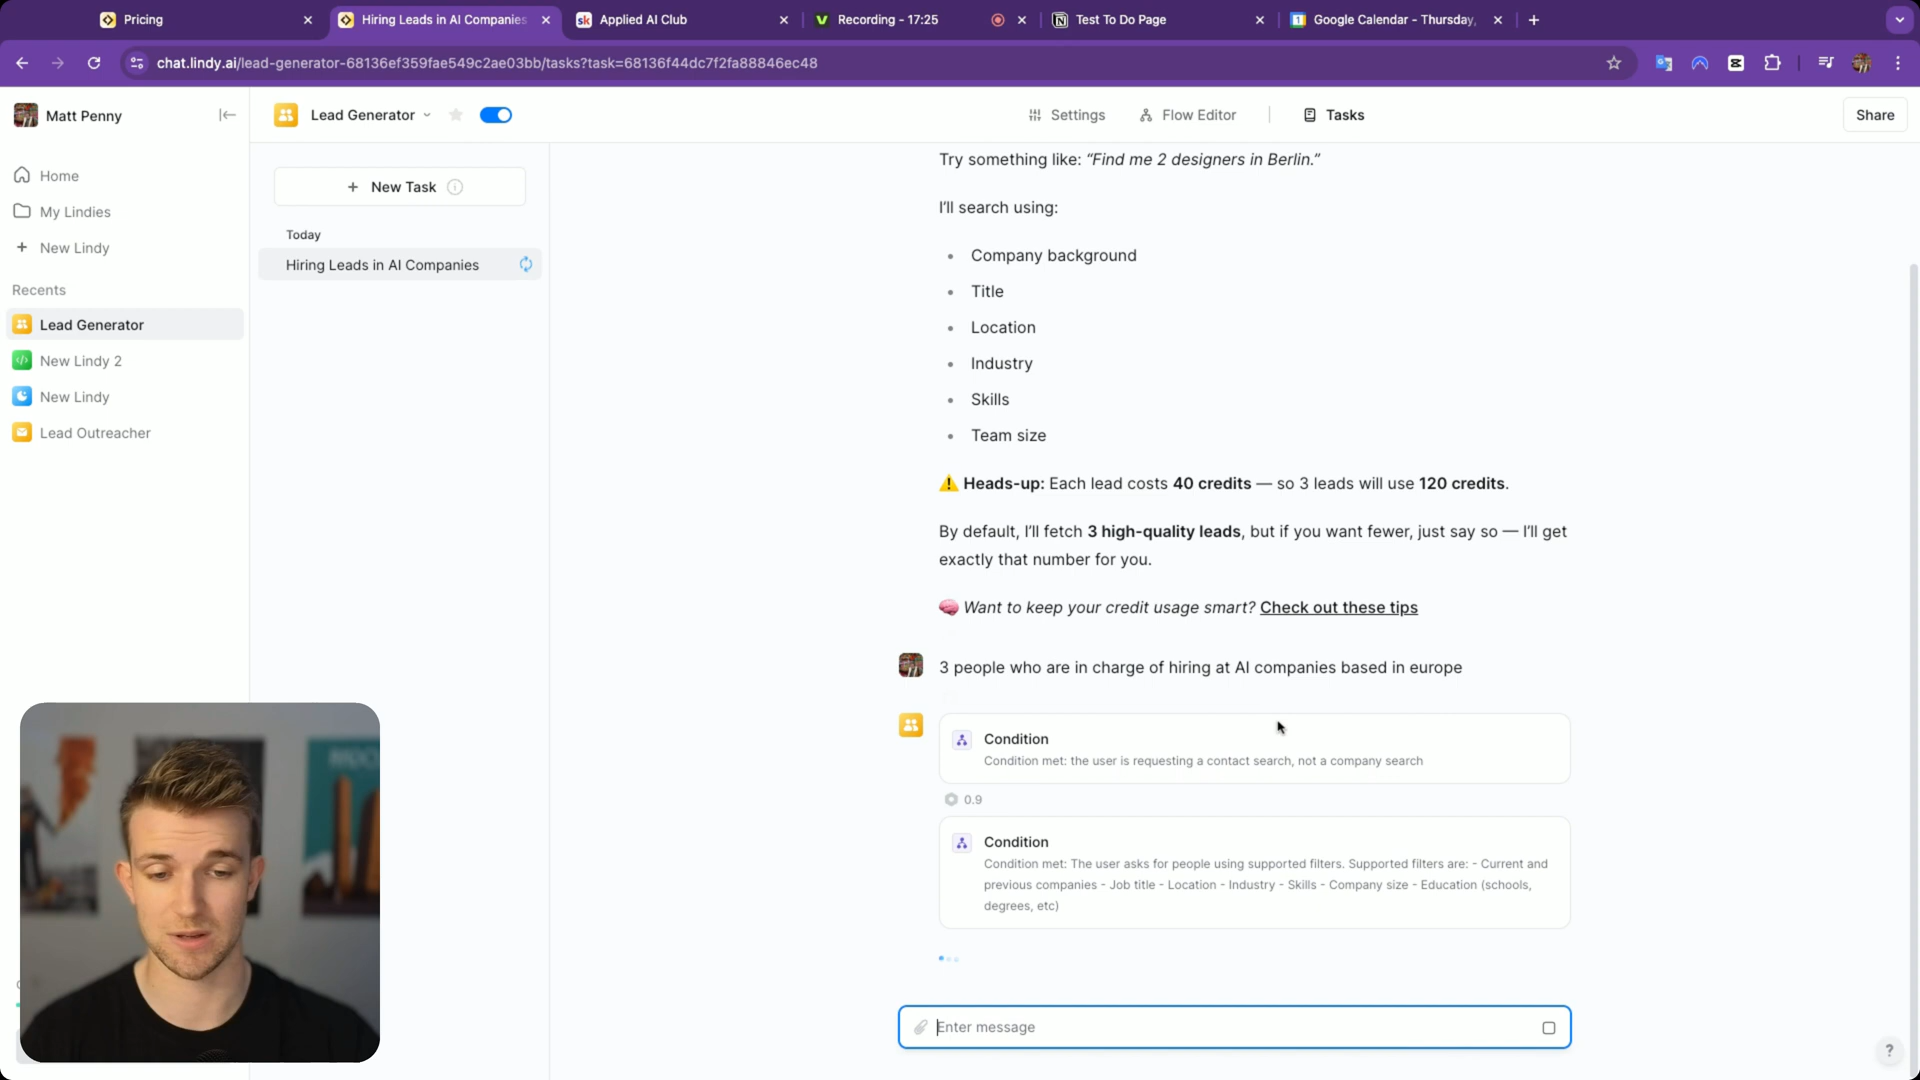 Pricing
Hiring Leads in AI Companies
sk Applied AI Club
Recording - 17:25
Test To Do Page
1 Google Calendar - Thursday,
chat.lindy.ai/lead-generator-68136ef359fae549c2ae03bb/tasks?task=68136f44dc7f2fa88846ec48
Matt Penny
Lead Generator
Settings
Flow Editor
Tasks
Share
Home
My Lindies
+ New Lindy
Recents
Lead Generator
New Lindy 2
New Lindy
Lead Outreacher
+ New Task
Today
Hiring Leads in AI Companies
Try something like: “Find me 2 designers in Berlin.”
I’ll search using:
• Company background
• Title
• Location
• Industry
• Skills
• Team size
⚠️ Heads-up: Each lead costs 40 credits — so 3 leads will use 120 credits.
By default, I’ll fetch 3 high-quality leads, but if you want fewer, just say so — I’ll get
exactly that number for you.
🧠 Want to keep your credit usage smart? Check out these tips
3 people who are in charge of hiring at AI companies based in europe
Condition
Condition met: the user is requesting a contact search, not a company search
0.9
Condition
Condition met: The user asks for people using supported filters. Supported filters are: - Current and
previous companies - Job title - Location - Industry - Skills - Company size - Education (schools,
degrees, etc)
Enter message
?